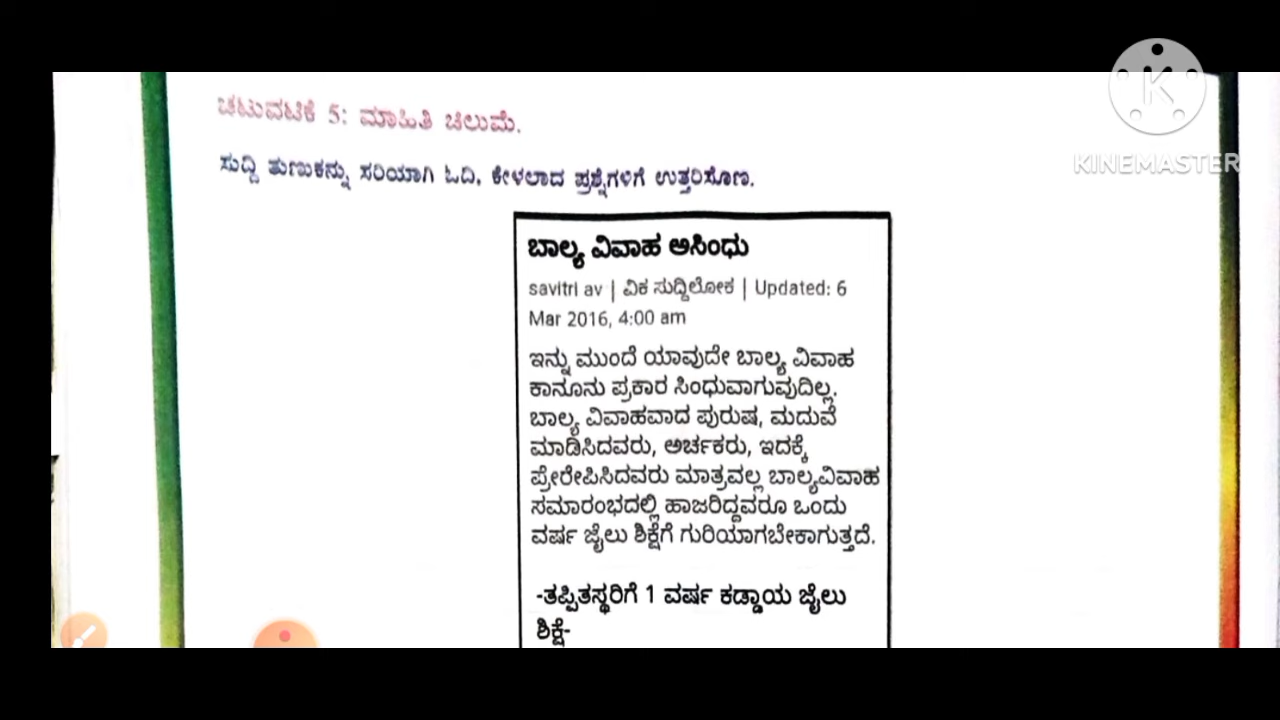 ಚಟುವಟಿಕೆ 5: ಮಾಹಿತಿ ಚಿಲುಮೆ.
K
KINEMASTER
ಸುದ್ದಿ ತುಣುಕನ್ನು ಸರಿಯಾಗಿ ಓದಿ, ಕೇಳಲಾದ ಪ್ರಶ್ನೆಗಳಿಗೆ ಉತ್ತರಿಸೋಣ.
ಬಾಲ್ಯ ವಿವಾಹ ಅಸಿಂಧು
savitri av | ವಿಕ ಸುದ್ದಿಲೋಕ | Updated: 6
Mar 2016, 4:00 am
ಇನ್ನು ಮುಂದೆ ಯಾವುದೇ ಬಾಲ್ಯ ವಿವಾಹ
ಕಾನೂನು ಪ್ರಕಾರ ಸಿಂಧುವಾಗುವುದಿಲ್ಲ.
ಬಾಲ್ಯ ವಿವಾಹವಾದ ಪುರುಷ, ಮದುವೆ
ಮಾಡಿಸಿದವರು, ಅರ್ಚಕರು, ಇದಕ್ಕೆ
ಪ್ರೇರೇಪಿಸಿದವರು ಮಾತ್ರವಲ್ಲ ಬಾಲ್ಯವಿವಾಹ
ಸಮಾರಂಭದಲ್ಲಿ ಹಾಜರಿದ್ದವರೂ ಒಂದು
ವರ್ಷ ಜೈಲು ಶಿಕ್ಷೆಗೆ ಗುರಿಯಾಗಬೇಕಾಗುತ್ತದೆ.
-ತಪ್ಪಿತಸ್ಥರಿಗೆ 1 ವರ್ಷ ಕಡ್ಡಾಯ ಜೈಲು
ಶಿಕ್ಷೆ-